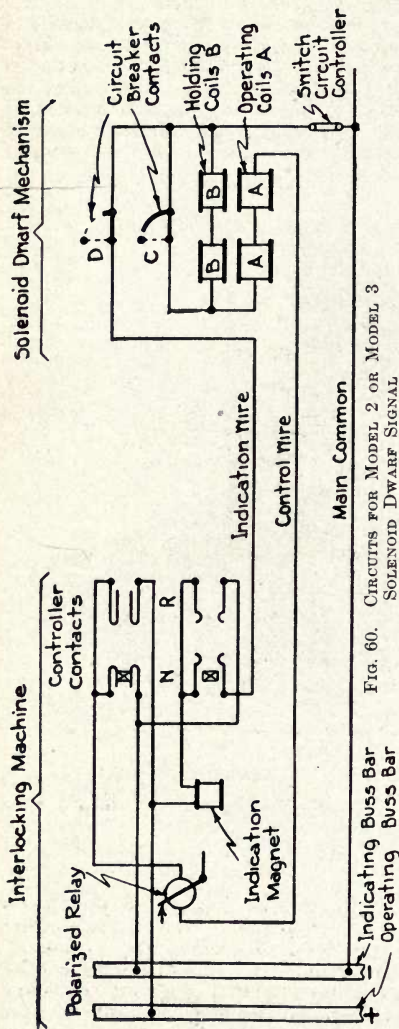 Interlocking Machine
Polarized Relay
Controller
Contacts
N
R
Indication
Magnet
+
-
Indicating Buss Bar
Operating Buss Bar
Solenoid Dwarf Mechanism
D
C
Circuit
Breaker
Contacts
B
B
Holding
Coils B
A
A
Operating
Coils A
Indication Wire
Control Wire
Main Common
Switch
Circuit
Controller
Fig. 60. Circuits for Model 2 or Model 3
Solenoid Dwarf Signal